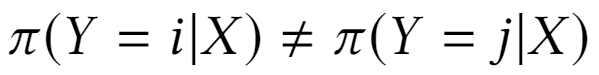 π(Y = i|X) ≠ π(Y = j|X)